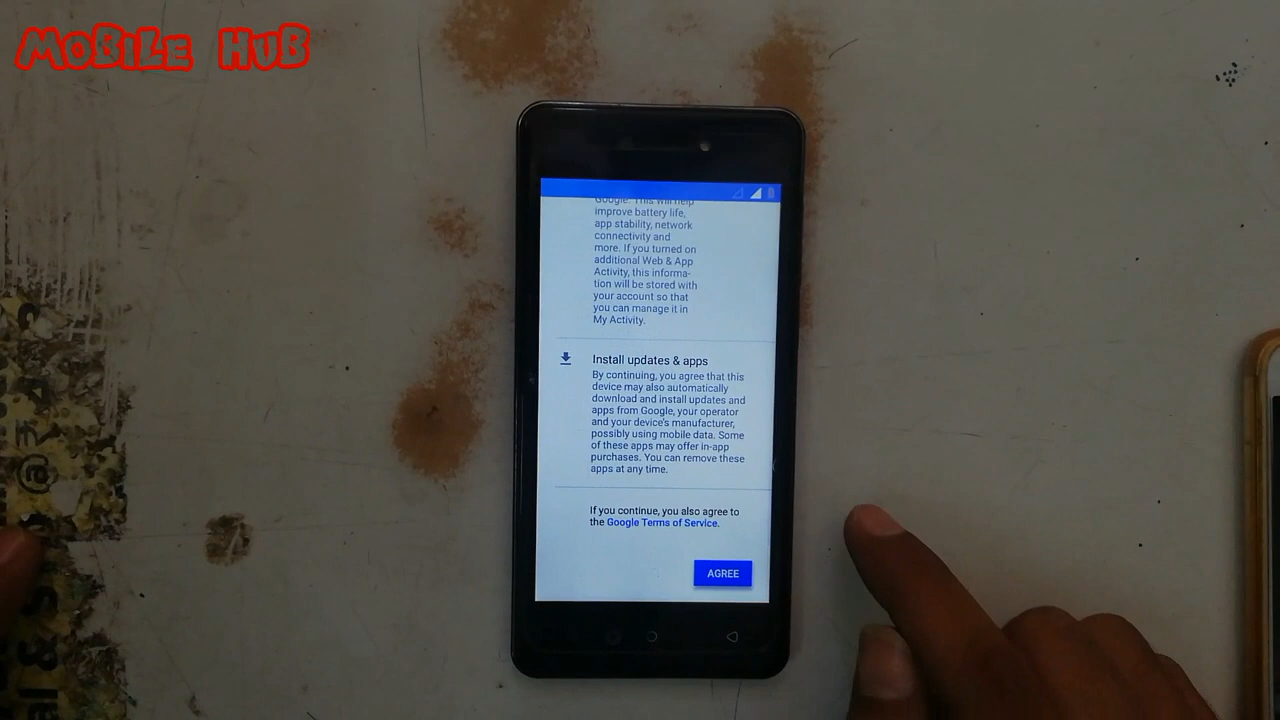 MOBILE HUB
Google. This will help
improve battery life,
app stability, network
connectivity and
more. If you turned on
additional Web & App
Activity, this informa-
tion will be stored with
your account so that
you can manage it in
My Activity.
Install updates & apps
By continuing, you agree that this
device may also automatically
download and install updates and
apps from Google, your operator
and your device's manufacturer,
possibly using mobile data. Some
of these apps may offer in-app
purchases. You can remove these
apps at any time.
If you continue, you also agree to
the Google Terms of Service.
AGREE